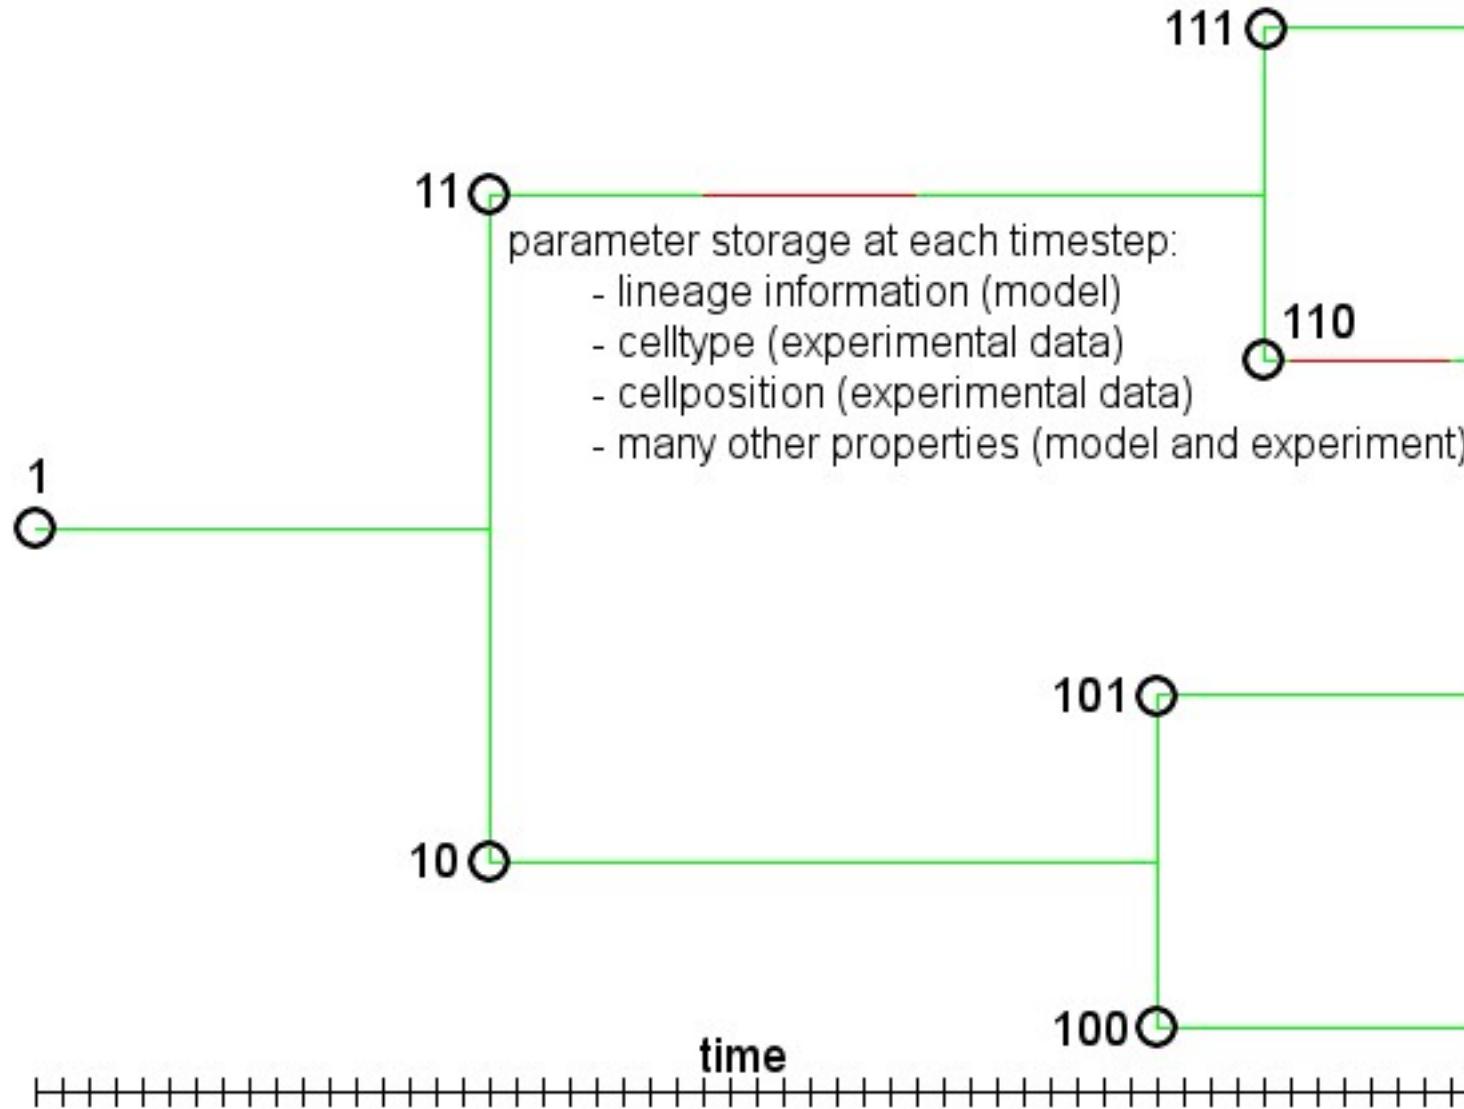 111
11
parameter storage at each timestep:
- lineage information (model)
- celltype (experimental data)
110
- cellposition (experimental data)
- many other properties (model and experiment)
1
101
10
100
time